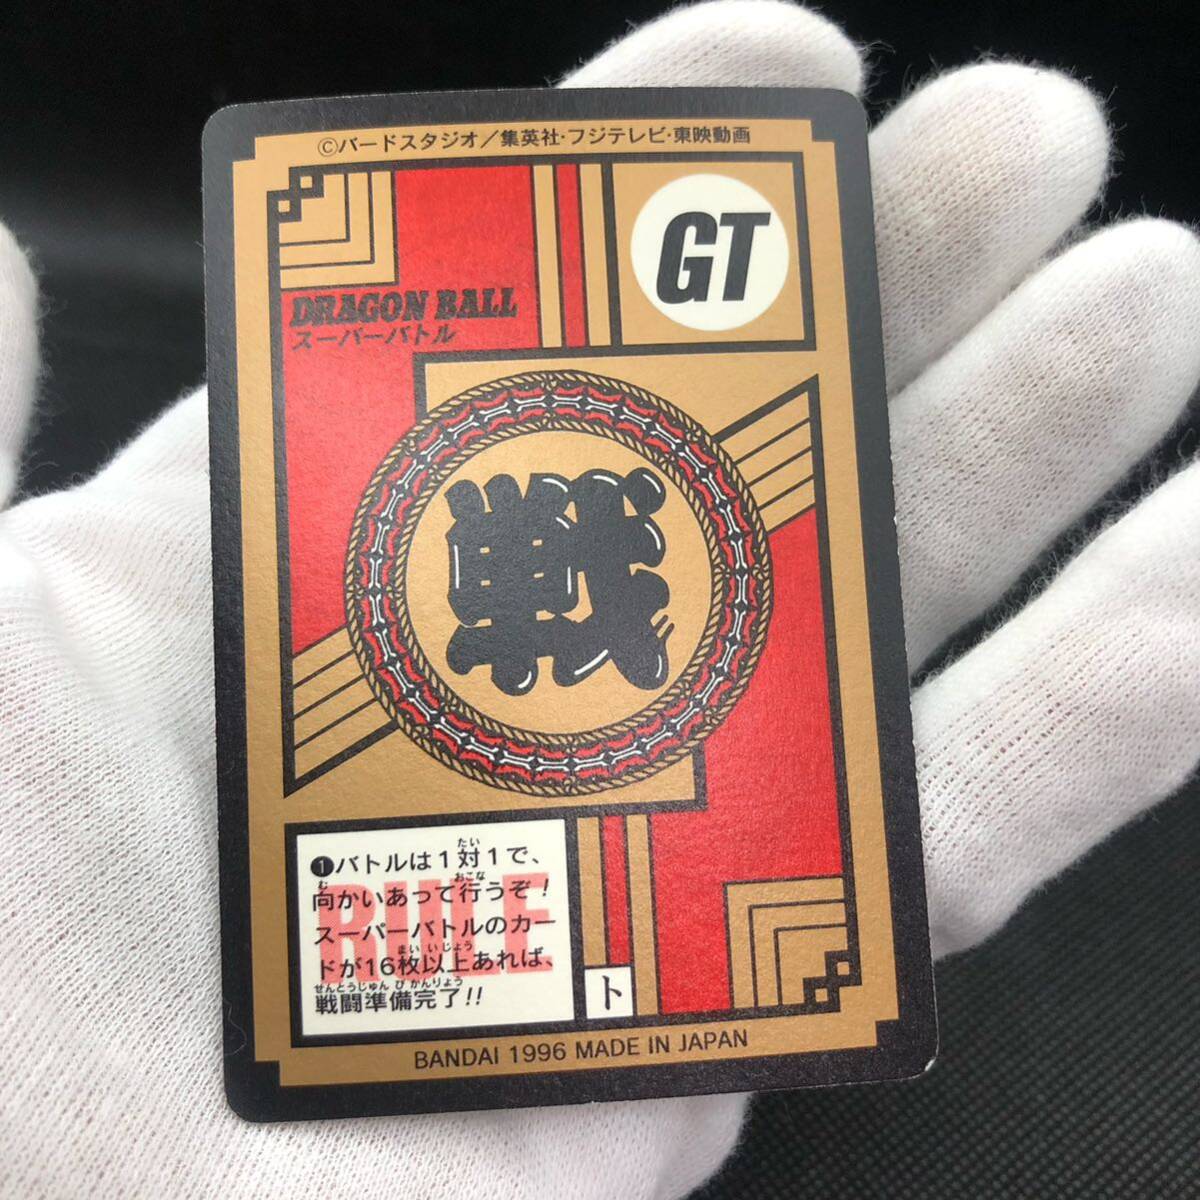 ©バードスタジオ／集英社・フジテレビ・東映動画
GT
DRAGON BALL
スーパーバトル
戦
RULE
❶バトルは1対1で、
向かいあって行うぞ！
スーパーバトルのカー
ドが16枚以上あれば、
戦闘準備完了!!
ト
BANDAI 1996 MADE IN JAPAN